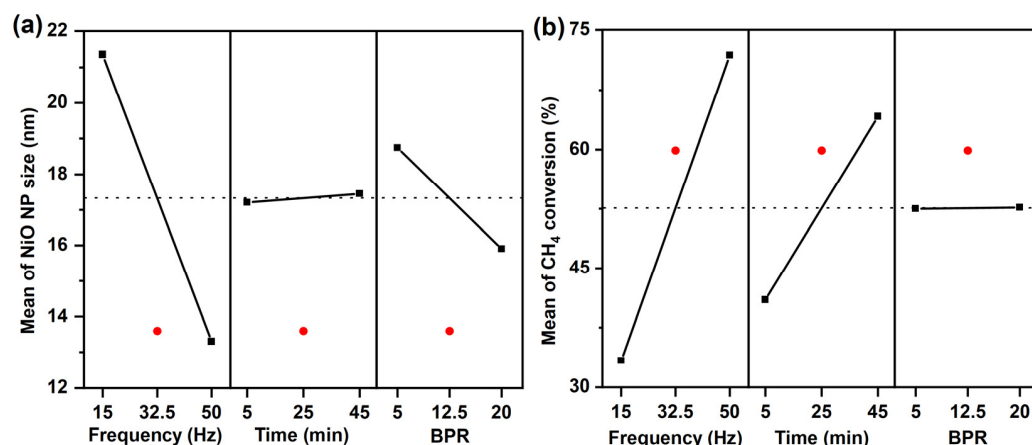 (a)
Mean of NiO NP size (nm)
22
20
18
16
14
12
15 32.5 50 5 25 45 5 12.5 20
Frequency (Hz) Time (min) BPR
(b)
Mean of CH₄ conversion (%)
75
60
45
30
15 32.5 50 5 25 45 5 12.5 20
Frequency (Hz) Time (min) BPR